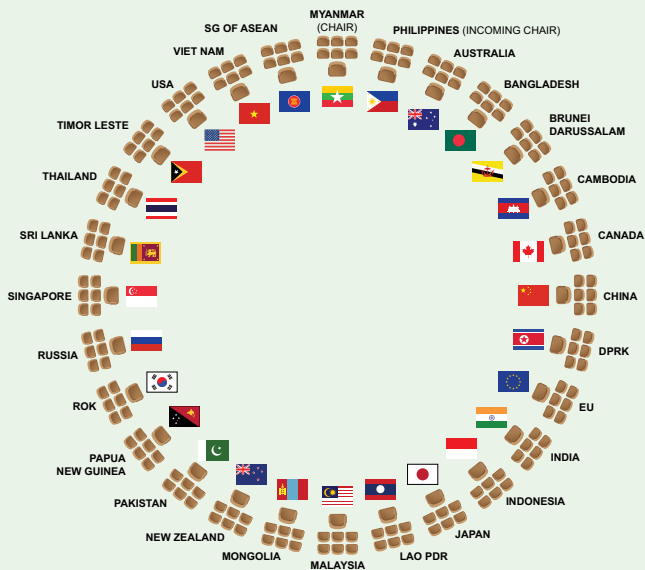 MYANMAR
(CHAIR)
PHILIPPINES (INCOMING CHAIR)
AUSTRALIA
BANGLADESH
BRUNEI
DARUSSALAM
CAMBODIA
CANADA
CHINA
DPRK
EU
INDIA
INDONESIA
JAPAN
LAO PDR
MALAYSIA
MONGOLIA
NEW ZEALAND
PAKISTAN
PAPUA
NEW GUINEA
ROK
RUSSIA
SINGAPORE
SRI LANKA
THAILAND
TIMOR LESTE
USA
VIET NAM
SG OF ASEAN